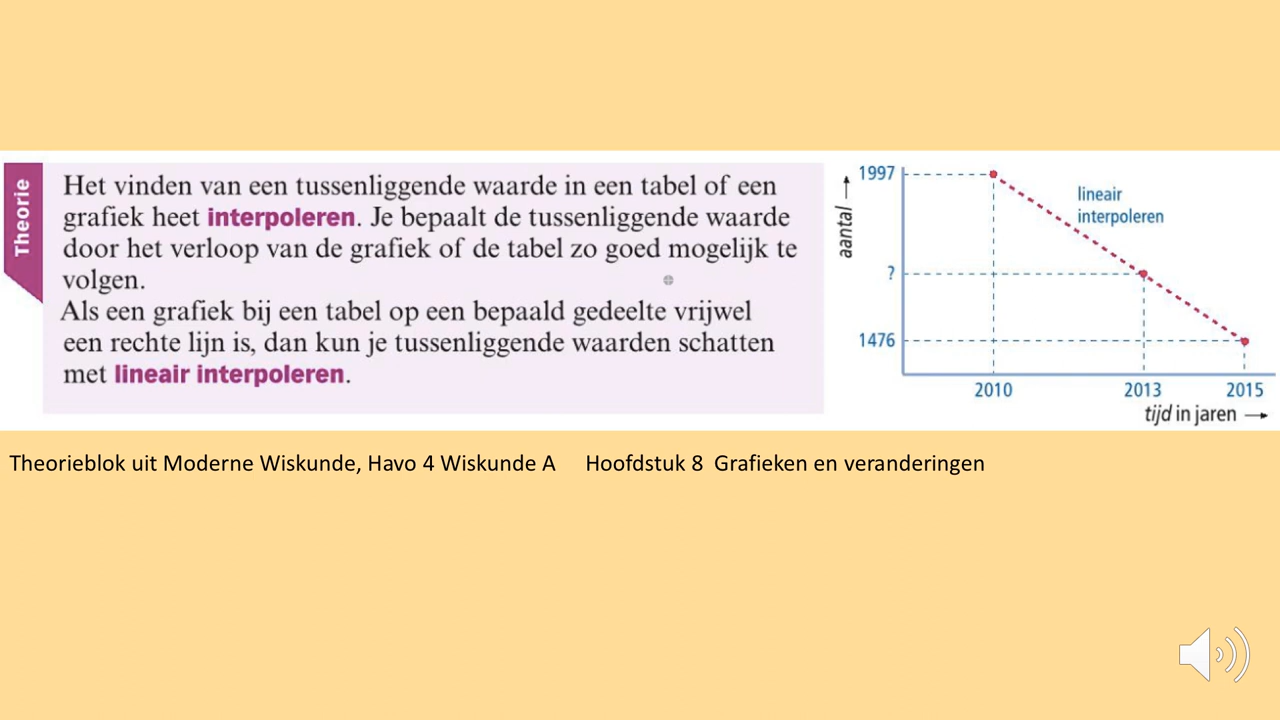 Theorie
Het vinden van een tussenliggende waarde in een tabel of een
grafiek heet interpoleren. Je bepaalt de tussenliggende waarde
door het verloop van de grafiek of de tabel zo goed mogelijk te
volgen.
Als een grafiek bij een tabel op een bepaald gedeelte vrijwel
een rechte lijn is, dan kun je tussenliggende waarden schatten
met lineair interpoleren.
aantal
1997
?
1476
lineair
interpoleren
2010 2013 2015
tijd in jaren
Theorieblok uit Moderne Wiskunde, Havo 4 Wiskunde A Hoofdstuk 8 Grafieken en veranderingen